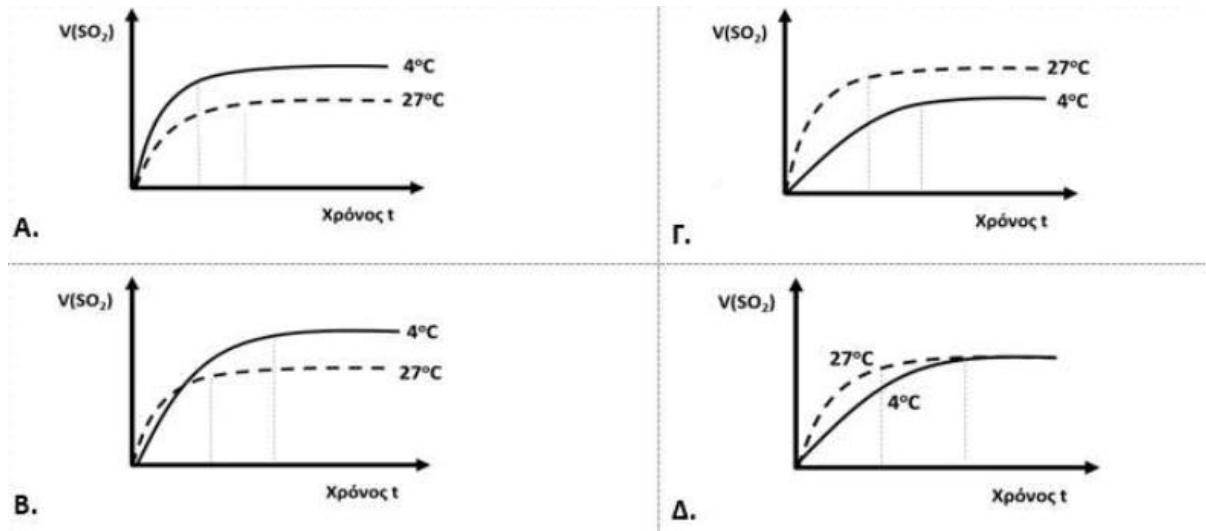 V(SO₂)
4°C
27°C
Χρόνος t
Α.
V(SO₂)
27°C
4°C
Χρόνος t
Γ.
V(SO₂)
4°C
27°C
Χρόνος t
Β.
V(SO₂)
27°C
4°C
Χρόνος t
Δ.